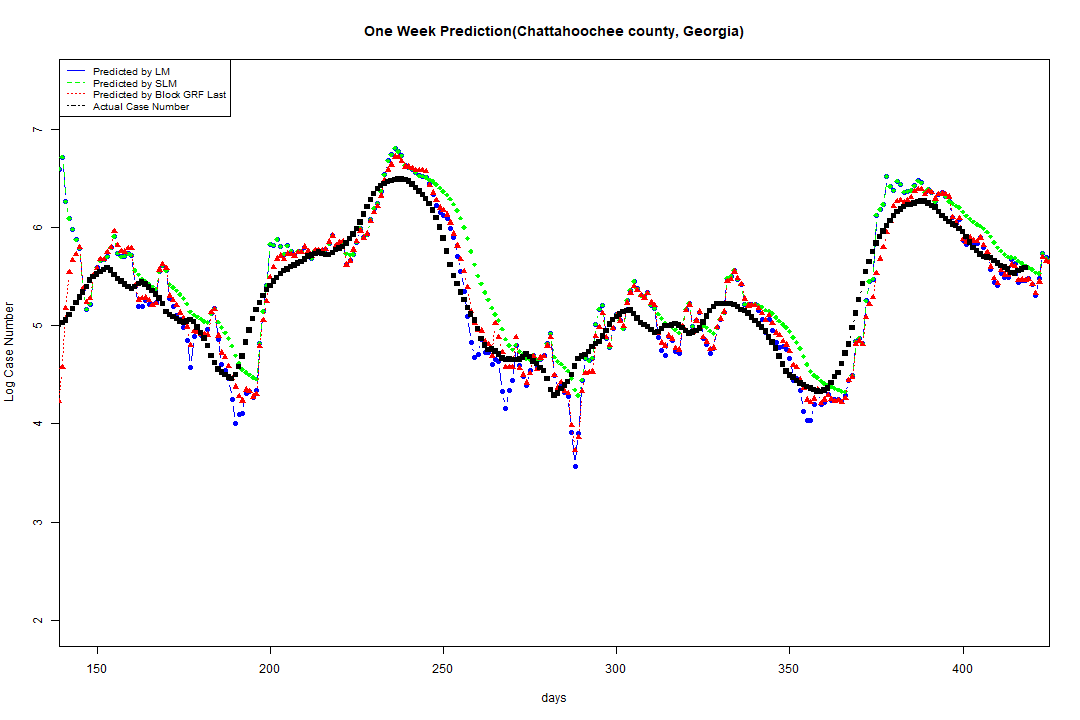 One Week Prediction(Chattahoochee county, Georgia)
Predicted by LM
Predicted by SLM
Predicted by Block GRF Last
Actual Case Number
7
6
5
4
3
2
Log Case Number
150 200 250 300 350 400
days